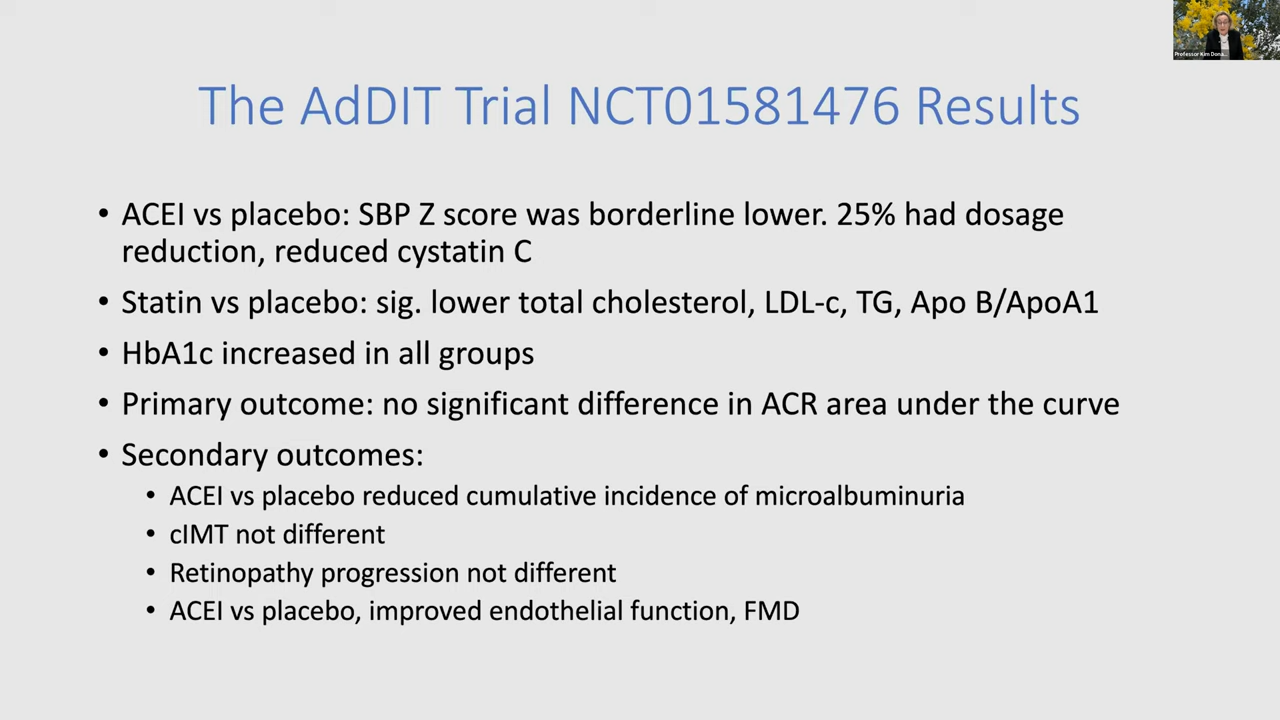 Professor Kim Dona...
The AdDIT Trial NCT01581476 Results
• ACEI vs placebo: SBP Z score was borderline lower. 25% had dosage
reduction, reduced cystatin C
• Statin vs placebo: sig. lower total cholesterol, LDL-c, TG, Apo B/ApoA1
• HbA1c increased in all groups
• Primary outcome: no significant difference in ACR area under the curve
• Secondary outcomes:
• ACEI vs placebo reduced cumulative incidence of microalbuminuria
• cIMT not different
• Retinopathy progression not different
• ACEI vs placebo, improved endothelial function, FMD